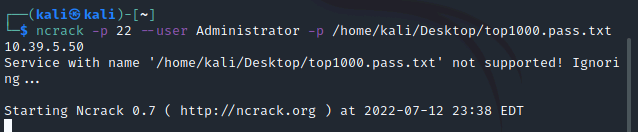 ┌──(kali㉿kali)-[~]
└─$ ncrack -p 22 --user Administrator -p /home/kali/Desktop/top1000.pass.txt
10.39.5.50
Service with name '/home/kali/Desktop/top1000.pass.txt' not supported! Ignori
ng...
Starting Ncrack 0.7 ( http://ncrack.org ) at 2022-07-12 23:38 EDT